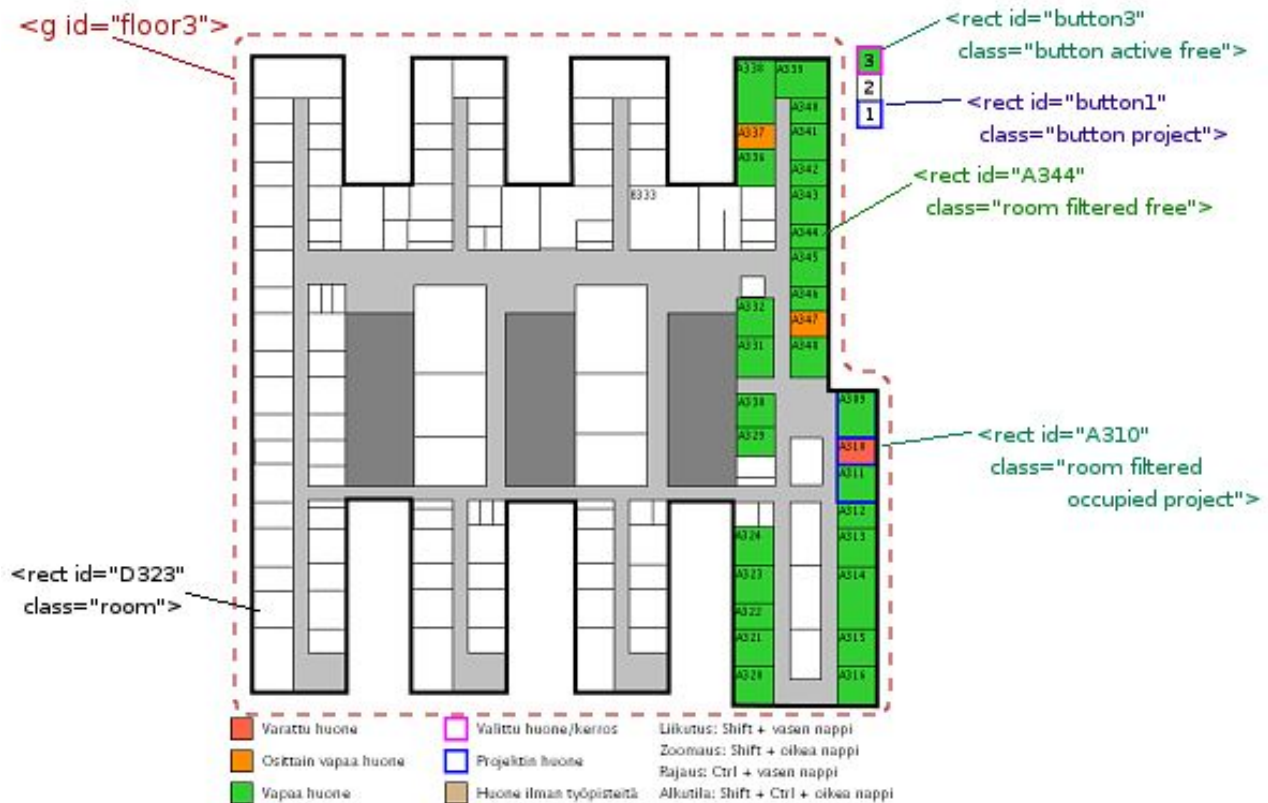 <g id="floor3">
<rect id="button3"
class="button active free">
3
2
1
<rect id="button1"
class="button project">
<rect id="A344"
class="room filtered free">
A338
A339
A340
A337
A341
A336
A342
E333
A343
A344
A345
A346
A332
A347
A331
A348
A330
A309
A329
A310
A311
<rect id="A310"
class="room filtered
occupied project">
A312
A324
A313
A323
A314
A322
A321
A315
A320
A316
<rect id="D323"
class="room">
Varattu huone
Valittu huone/kerros
Liikutus: Shift + vasen nappi
Osittain vapaa huone
Projektin huone
Zoomaus: Shift + oikea nappi
Rajaus: Ctrl + vasen nappi
Vapaa huone
Huone ilman työpisteitä
Alkutila: Shift + Ctrl + oikea nappi